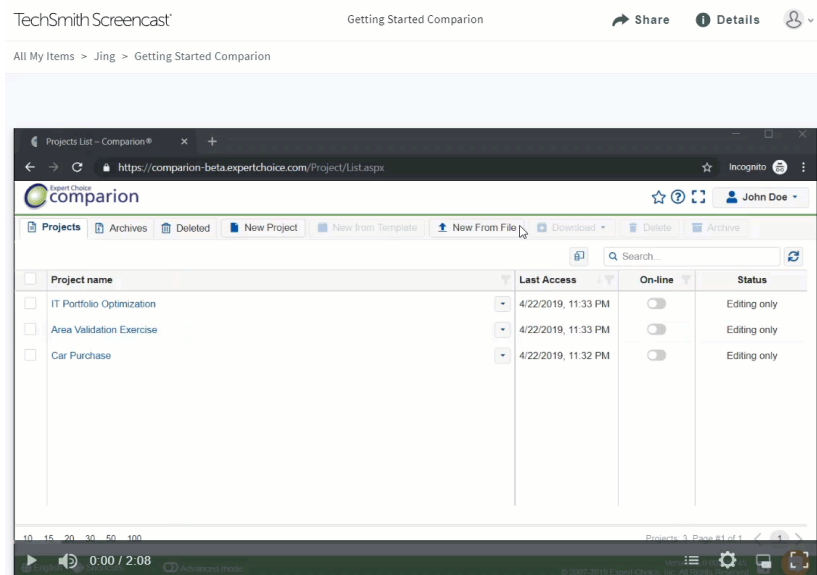 TechSmith Screencast®
Getting Started Comparion
Share
Details
All My Items > Jing > Getting Started Comparion
Projects List – Comparion®
https://comparion-beta.expertchoice.com/Project/List.aspx
Incognito
Expert Choice
comparion
John Doe
Projects Archives Deleted New Project New from Template New From File Download Delete Archive
Search...
Project name Last Access On-line Status
IT Portfolio Optimization 4/22/2019, 11:33 PM Editing only
Area Validation Exercise 4/22/2019, 11:33 PM Editing only
Car Purchase 4/22/2019, 11:32 PM Editing only
10 15 20 30 50 100 Projects: 3. Page #1 of 1 1
0:00 / 2:08
English
Advanced mode